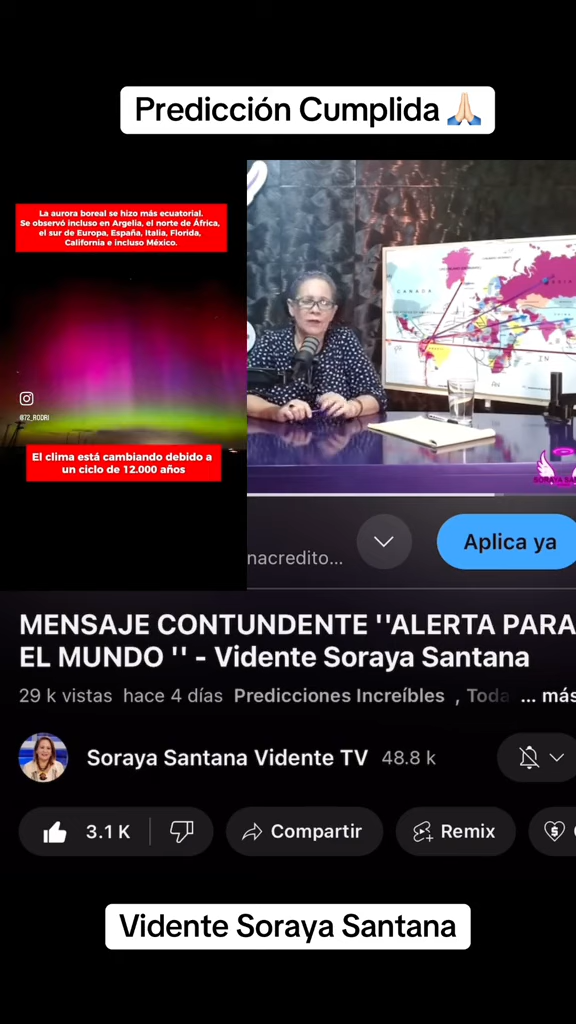 Predicción Cumplida 🙏🏻
La aurora boreal se hizo más ecuatorial.
Se observó incluso en Argelia, el norte de África,
el sur de Europa, España, Italia, Florida,
California e incluso México.
CANADA
@72_RODRI
El clima está cambiando debido a
un ciclo de 12.000 años
nacredito...
Aplica ya
MENSAJE CONTUNDENTE ''ALERTA PARA
EL MUNDO '' - Vidente Soraya Santana
29 k vistas hace 4 días Predicciones Increíbles , Toda ... más
Soraya Santana Vidente TV 48.8 k
3.1 K Compartir Remix
Vidente Soraya Santana